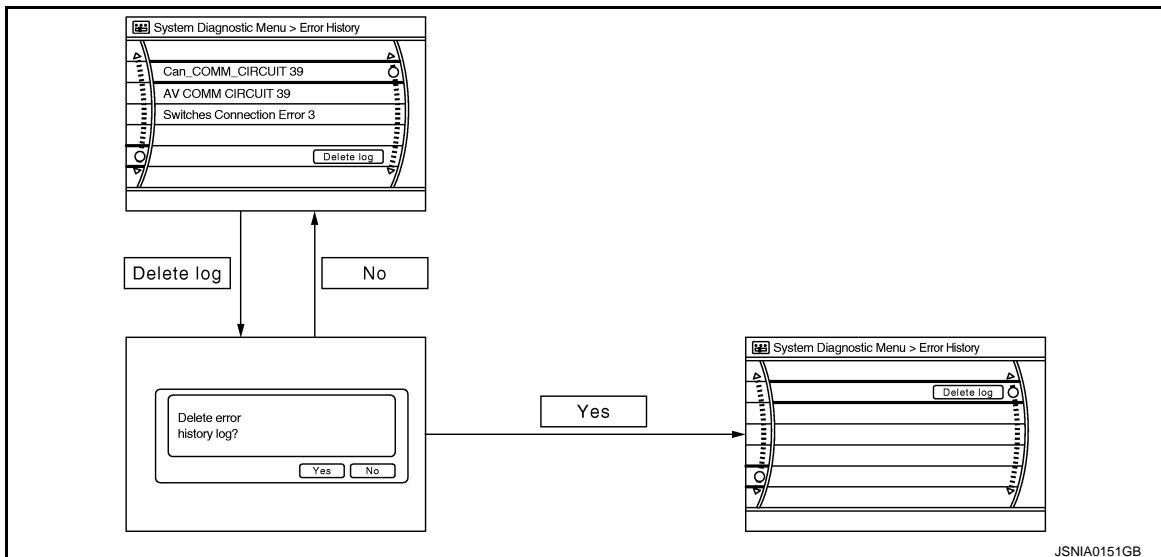 System Diagnostic Menu > Error History
Can_COMM_CIRCUIT 39
AV COMM CIRCUIT 39
Switches Connection Error 3
Delete log
Delete log
No
Delete error
history log?
Yes No
Yes
System Diagnostic Menu > Error History
Delete log
JSNIA0151GB